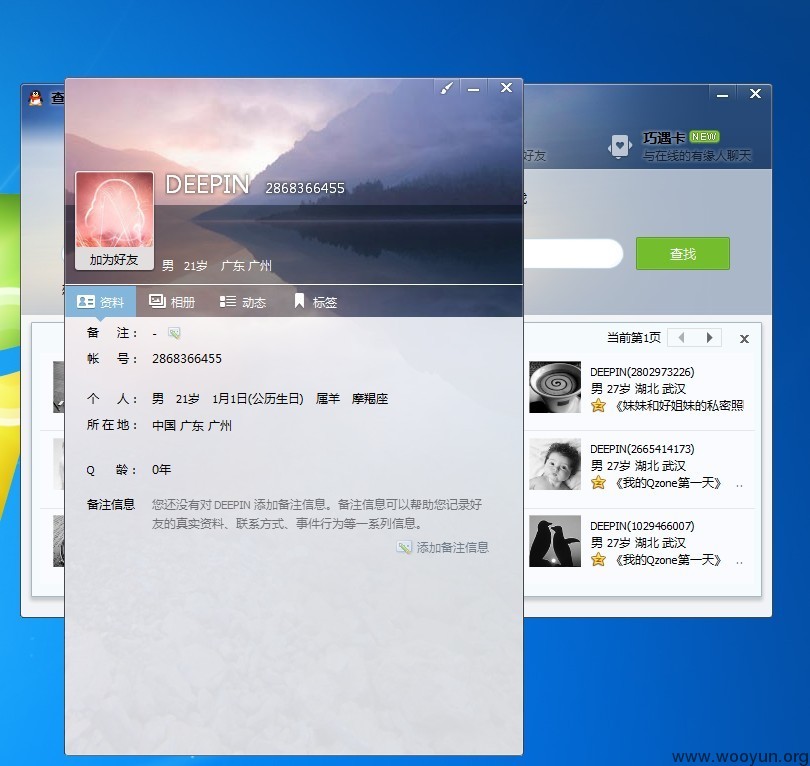 查
好友
巧遇卡 NEW
与在线的有缘人聊天
DEEPIN 2868366455
加为好友
男 21岁 广东 广州
查找
资料 相册 动态 标签
当前第1页
备 注： -
帐 号： 2868366455
个 人： 男 21岁 1月1日(公历生日) 属羊 摩羯座
所在地： 中国 广东 广州
Q 龄： 0年
备注信息 您还没有对 DEEPIN 添加备注信息。备注信息可以帮助您记录好
友的真实资料、联系方式、事件行为等一系列信息。
添加备注信息
DEEPIN(2802973226)
男 27岁 湖北 武汉
《妹妹和好姐妹的私密照
DEEPIN(2665414173)
男 27岁 湖北 武汉
《我的Qzone第一天》 ..
DEEPIN(1029466007)
男 27岁 湖北 武汉
《我的Qzone第一天》 ..
www.wooyun.org